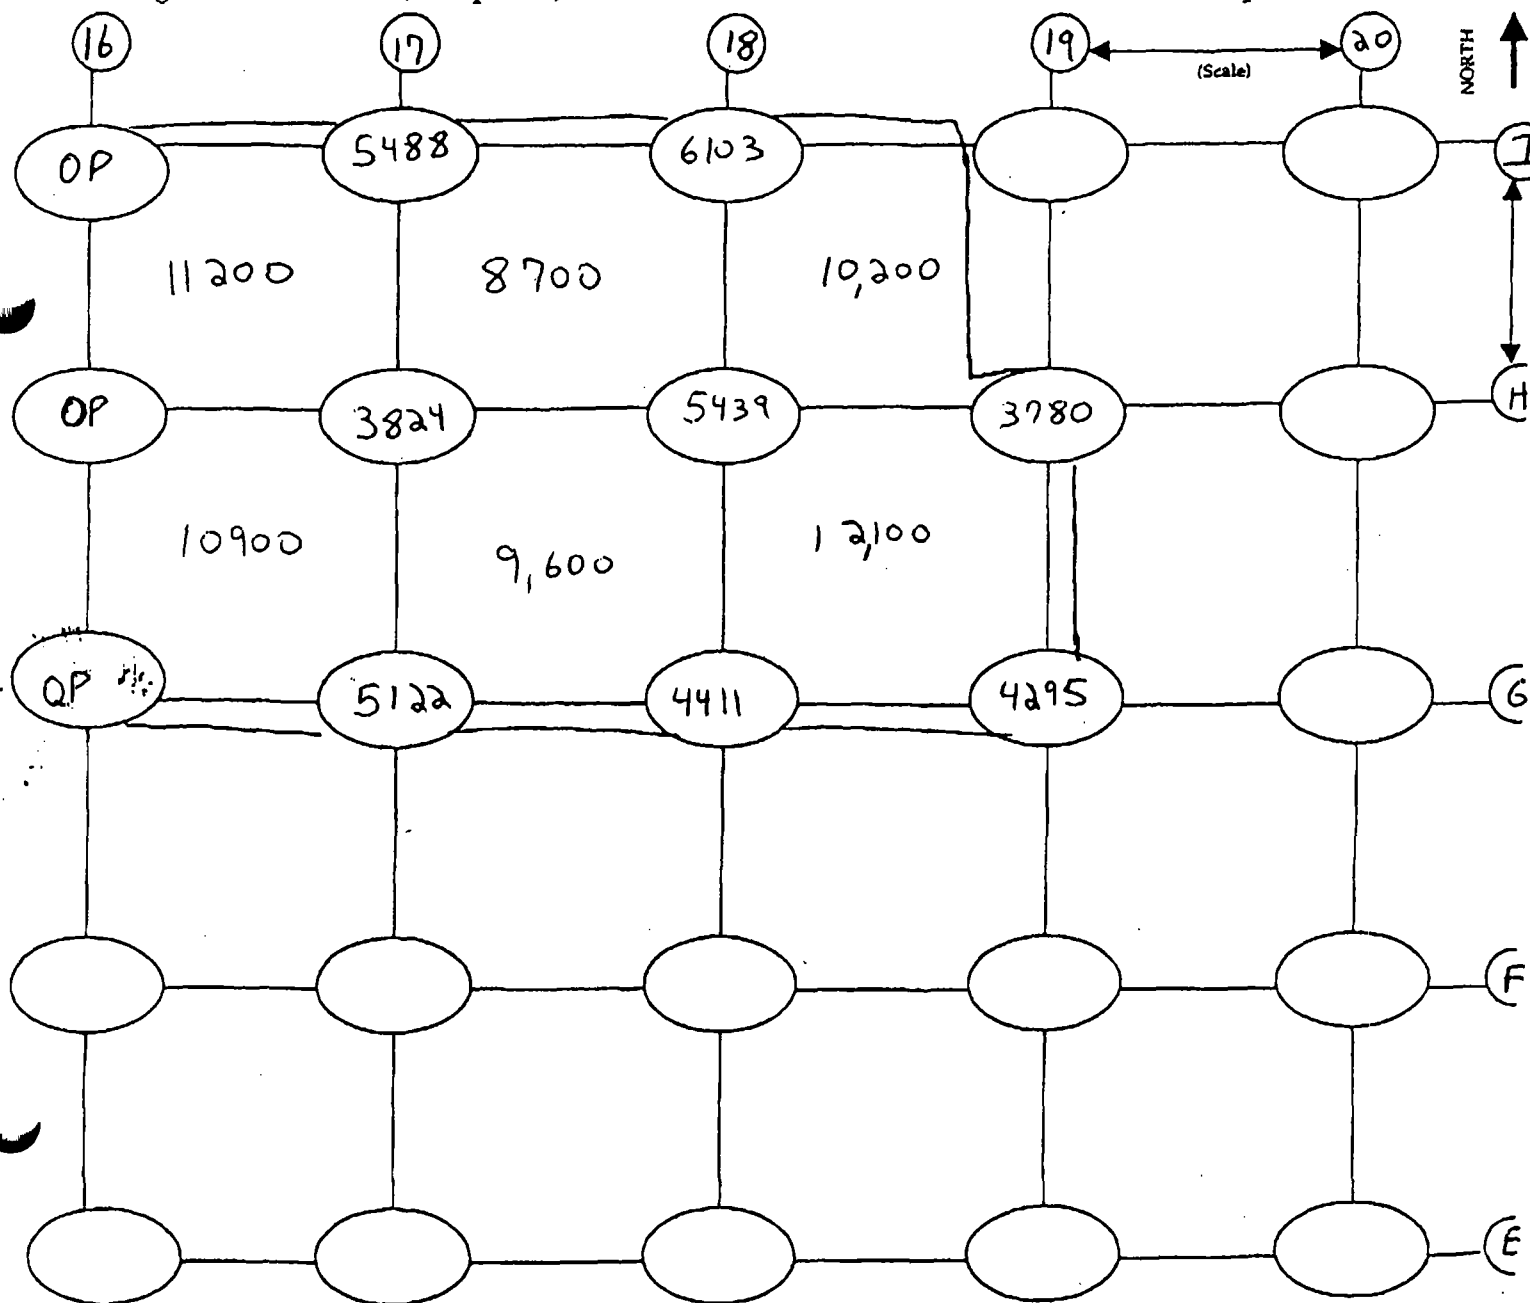 16 17 18 19 20
(Scale)
NORTH
OP 5488 6103 I
11200 8700 10,200
OP 3824 5439 3780 H
10900 9,600 12,100
OP 5122 4411 4295 G
F
E